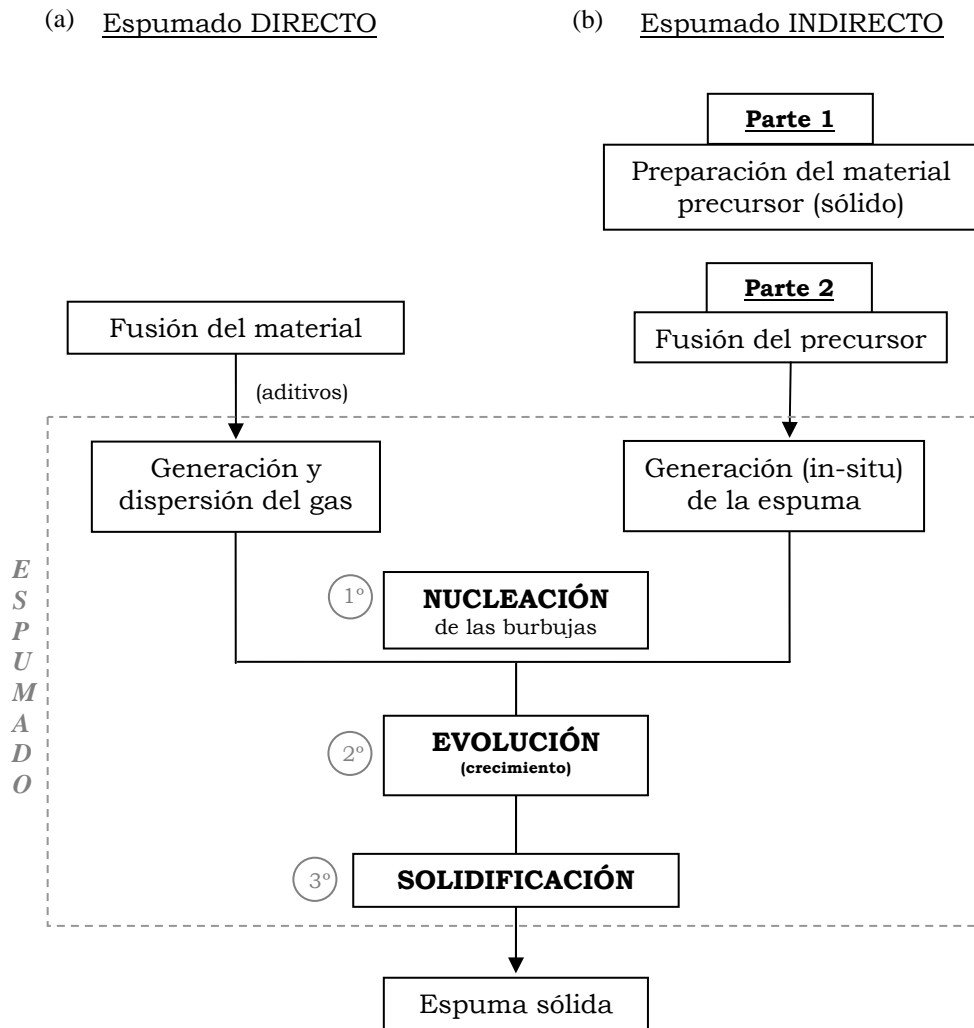 (a) Espumado DIRECTO
(b) Espumado INDIRECTO
Parte 1
Preparación del material
precursor (sólido)
Parte 2
Fusión del material
Fusión del precursor
(aditivos)
Generación y
dispersión del gas
Generación (in-situ)
de la espuma
ESPUMADO
1º
NUCLEACIÓN
de las burbujas
2º
EVOLUCIÓN
(crecimiento)
3º
SOLIDIFICACIÓN
Espuma sólida